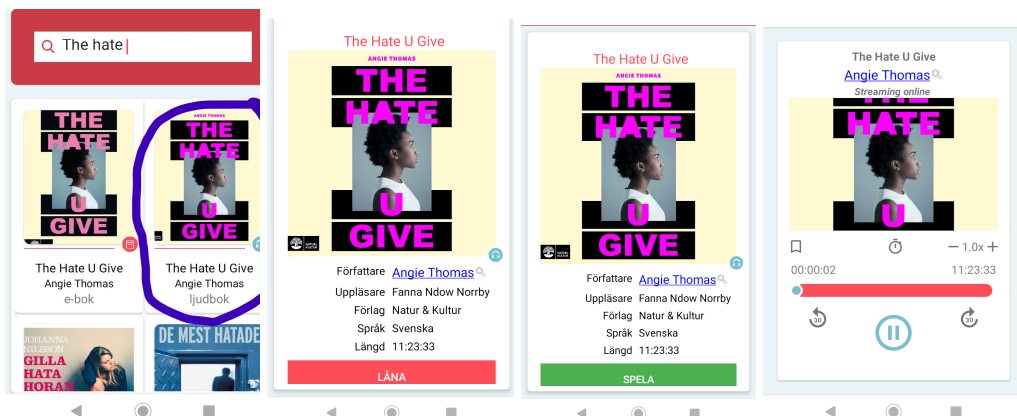 The hate
THE
HATE
U
GIVE
ANGIE THOMAS
THE
HATE
U
GIVE
The Hate U Give
Angie Thomas
e-bok
The Hate U Give
Angie Thomas
ljudbok
JOHANNA
NILSSON
GILLA
HATA
HORAN
DE MEST HATADE
The Hate U Give
ANGIE THOMAS
THE
HATE
U
GIVE
NATUR &
KULTUR
Författare Angie Thomas
Uppläsare Fanna Ndow Norrby
Förlag Natur & Kultur
Språk Svenska
Längd 11:23:33
LÅNA
The Hate U Give
ANGIE THOMAS
THE
HATE
U
GIVE
NATUR &
KULTUR
Författare Angie Thomas
Uppläsare Fanna Ndow Norrby
Förlag Natur & Kultur
Språk Svenska
Längd 11:23:33
SPELA
The Hate U Give
Angie Thomas
Streaming online
HATE
U
1.0x
00:00:02 11:23:33
30 30